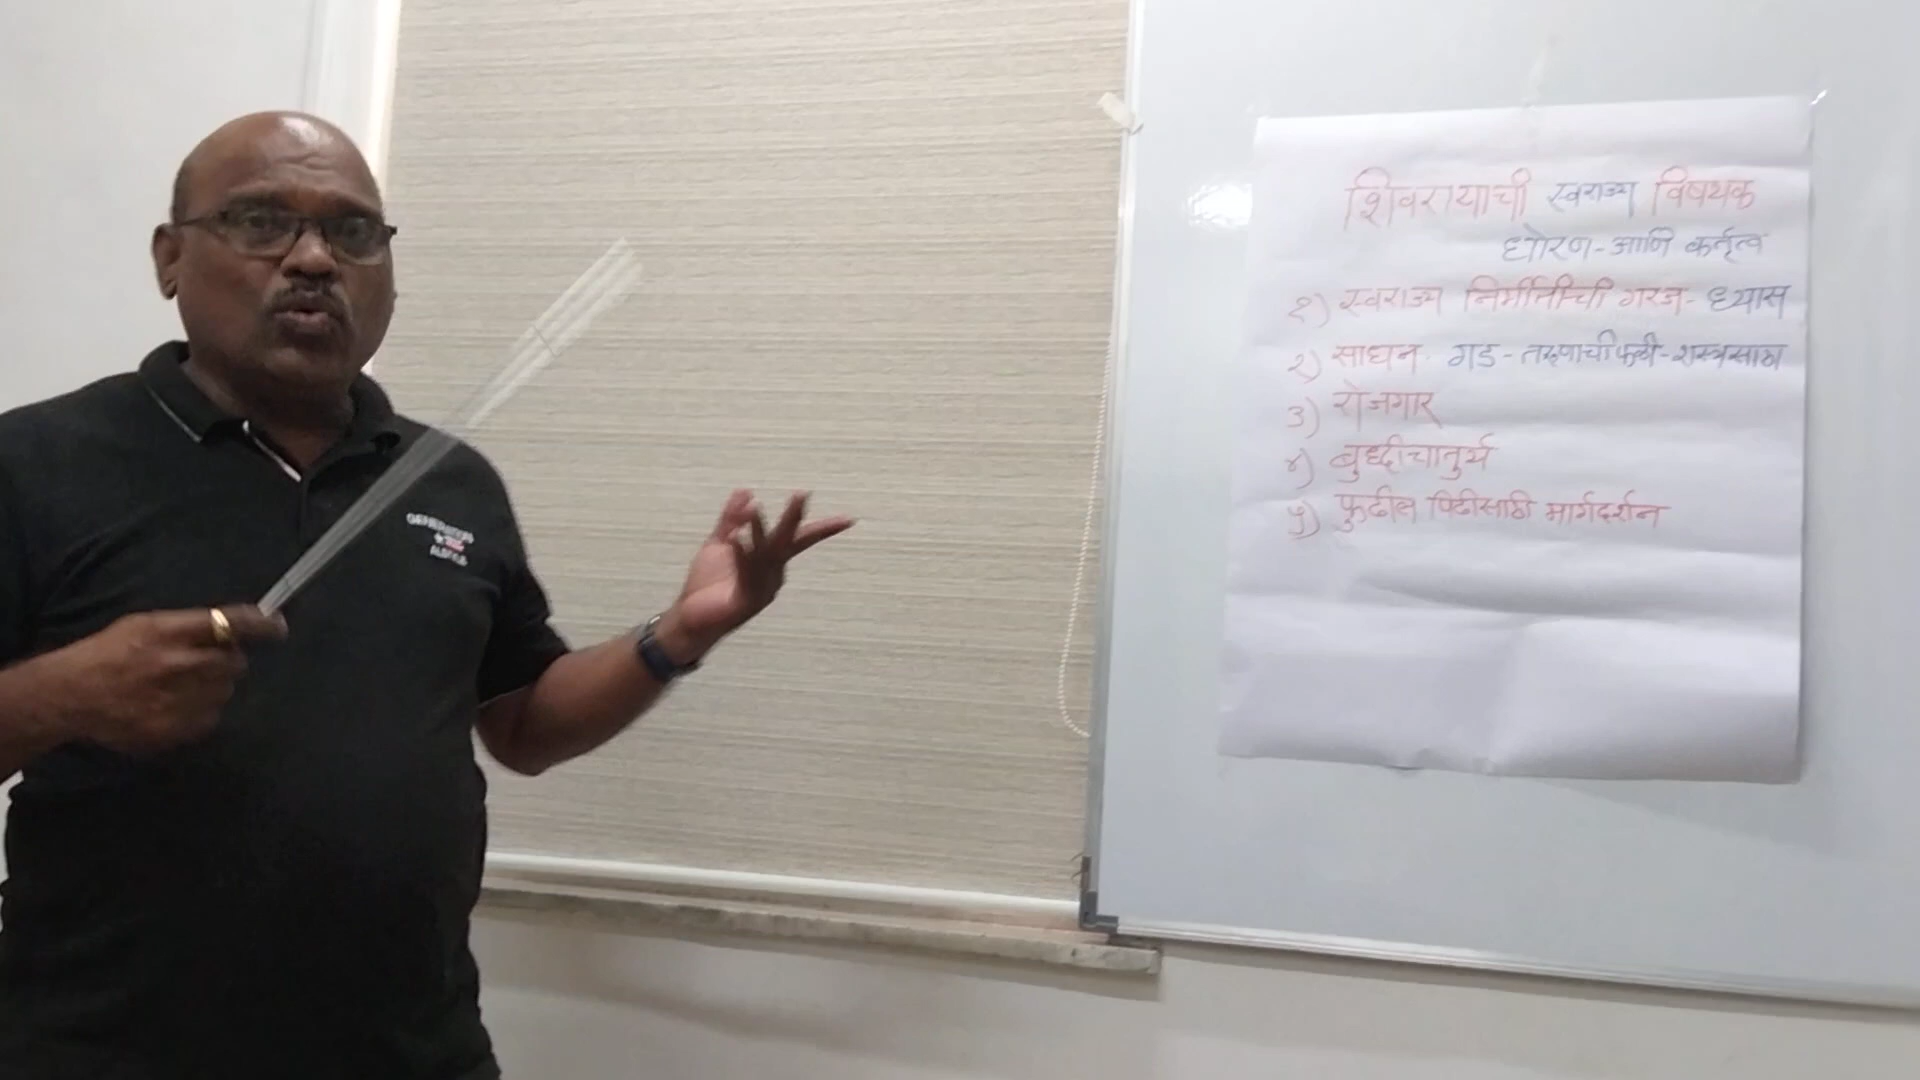 शिवरायाची स्वराज्य विषयक
धोरण-आणि कर्तृत्व
१) स्वराज्य निर्मीतीची गरज - ध्यास
२) साधन. गड - तरुणाची फळी - शस्त्रसाठा
३) रोजगार
४) बुध्दीचातुर्य
५) पुढील पिढीसाठी मार्गदर्शन
GENERATION